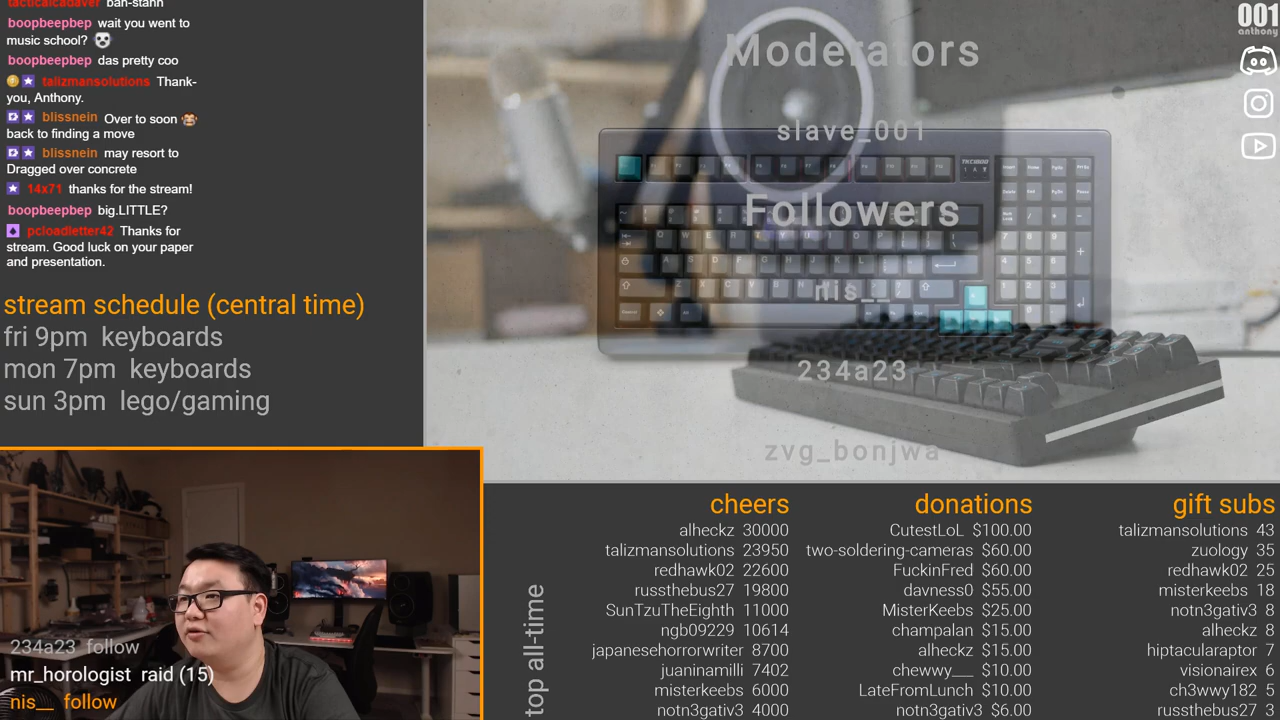 tacticalcadaver bah-stahh
boopbeepbep wait you went to
music school?
boopbeepbep das pretty coo
talizmansolutions Thank-
you, Anthony.
blissnein Over to soon
back to finding a move
blissnein may resort to
Dragged over concrete
14x71 thanks for the stream!
boopbeepbep big.LITTLE?
pcloadletter42 Thanks for
stream. Good luck on your paper
and presentation.
stream schedule (central time)
fri 9pm keyboards
mon 7pm keyboards
sun 3pm lego/gaming
Moderators
slave_001
Followers
nis__
234a23
zvg_bonjwa
001
anthony
234a23 follow
mr_horologist raid (15)
nis__ follow
top all-time
cheers
alheckz 30000
talizmansolutions 23950
redhawk02 22600
russthebus27 19800
SunTzuTheEighth 11000
ngb09229 10614
japanesehorrorwriter 8700
juaninamilli 7402
misterkeebs 6000
notn3gativ3 4000
donations
CutestLoL $100.00
two-soldering-cameras $60.00
FuckinFred $60.00
davness0 $55.00
MisterKeebs $25.00
champalan $15.00
alheckz $15.00
chewwy___ $10.00
LateFromLunch $10.00
notn3gativ3 $6.00
gift subs
talizmansolutions 43
zuology 35
redhawk02 25
misterkeebs 18
notn3gativ3 8
alheckz 8
hiptacularaptor 7
visionairex 6
ch3wwy182 5
russthebus27 3